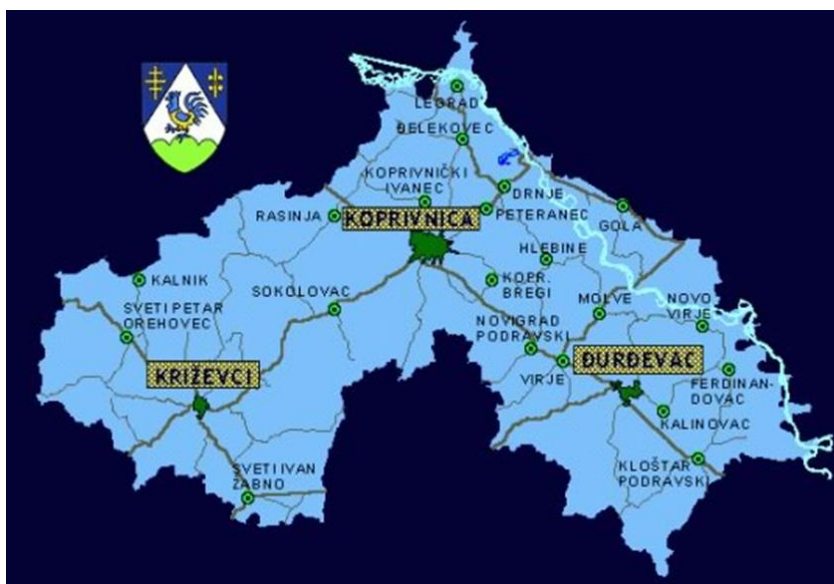 LEGRAD
ĐELEKOVEC
KOPRIVNIČKI
IVANEC
DRNJE
RASINJA
KOPRIVNICA
PETERANEC
GOLA
HLEBINE
KALNIK
KOPR.
BREGI
SOKOLOVAC
MOLVE
NOVO
VIRJE
SVETI PETAR
OREHOVEC
NOVIGRAD
PODRAVSKI
ĐURĐEVAC
KRIŽEVCI
VIRJE
FERDINAN-
DOVAC
KALINOVAC
SVETI IVAN
ŽABNO
KLOŠTAR
PODRAVSKI